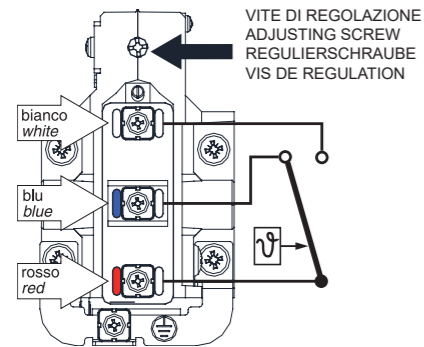 VITE DI REGOLAZIONE
ADJUSTING SCREW
REGULIERSCHRAUBE
VIS DE REGULATION
bianco
white
blu
blue
rosso
red
ϑ